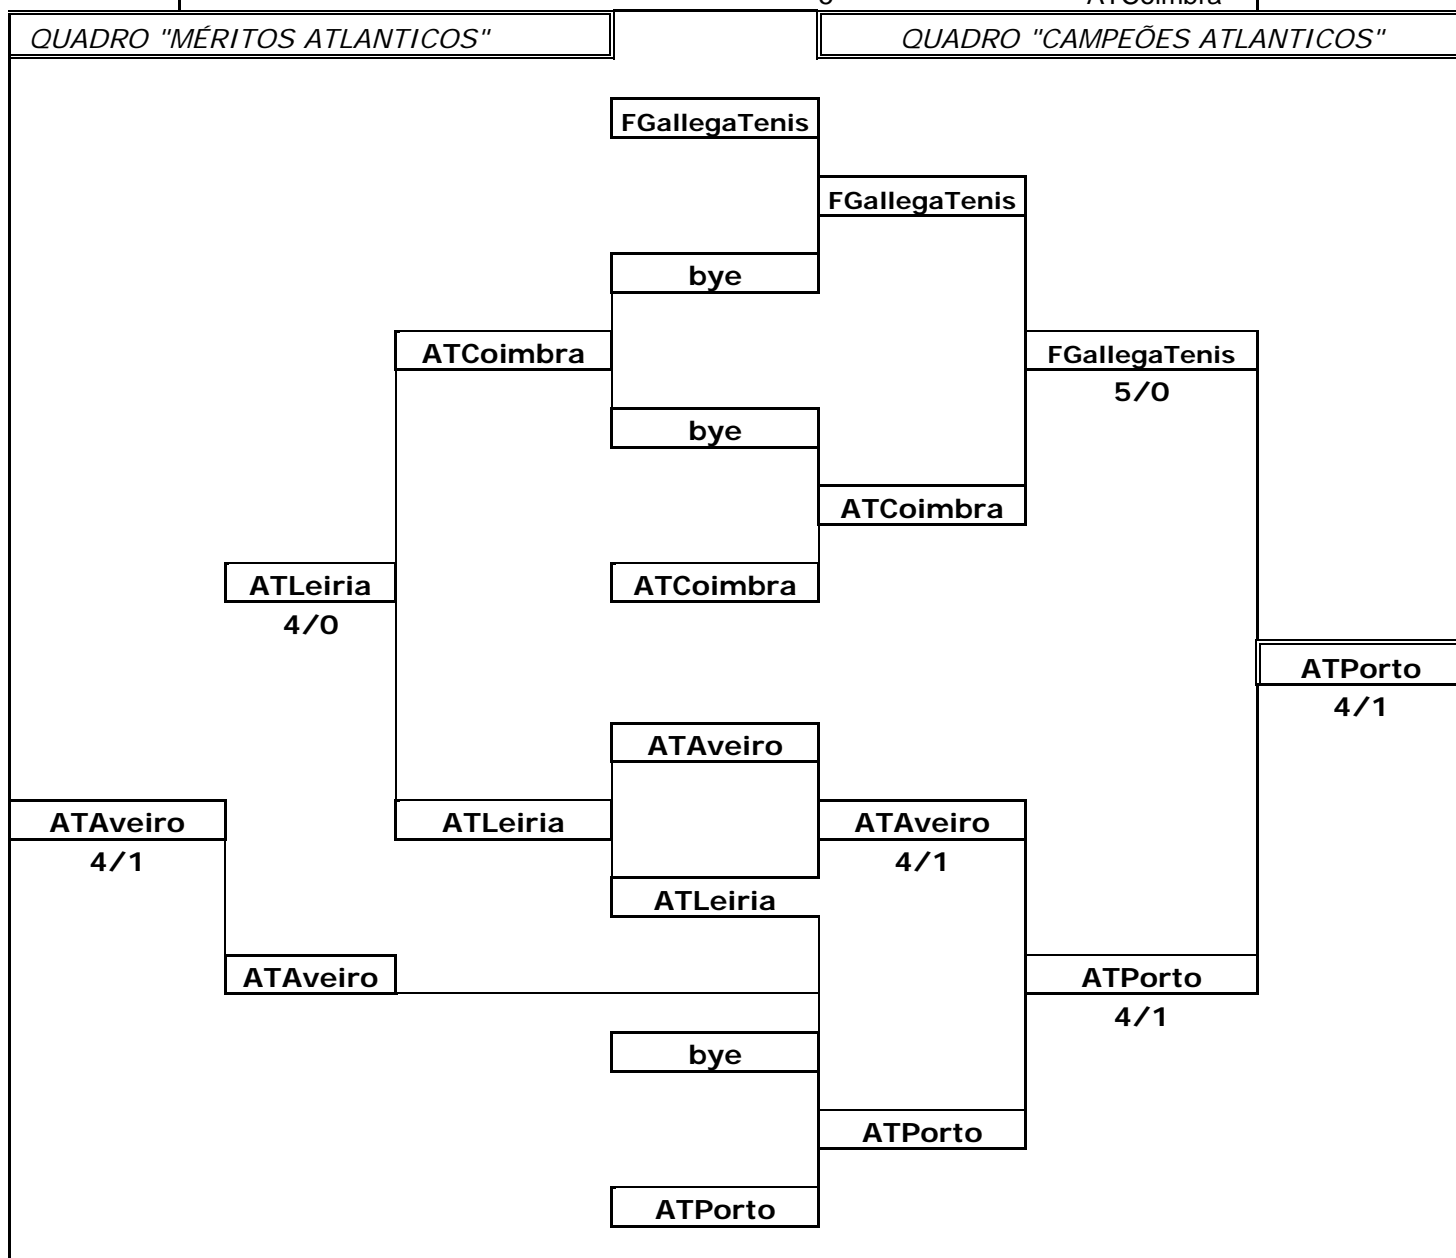 ATCoimbra
QUADRO "MÉRITOS ATLANTICOS"
QUADRO "CAMPEÕES ATLANTICOS"
FGallegaTenis
FGallegaTenis
bye
ATCoimbra
FGallegaTenis
5/0
bye
ATCoimbra
ATLeiria
ATCoimbra
4/0
ATPorto
4/1
ATAveiro
ATAveiro
ATLeiria
ATAveiro
4/1
4/1
ATLeiria
ATAveiro
ATPorto
4/1
bye
ATPorto
ATPorto